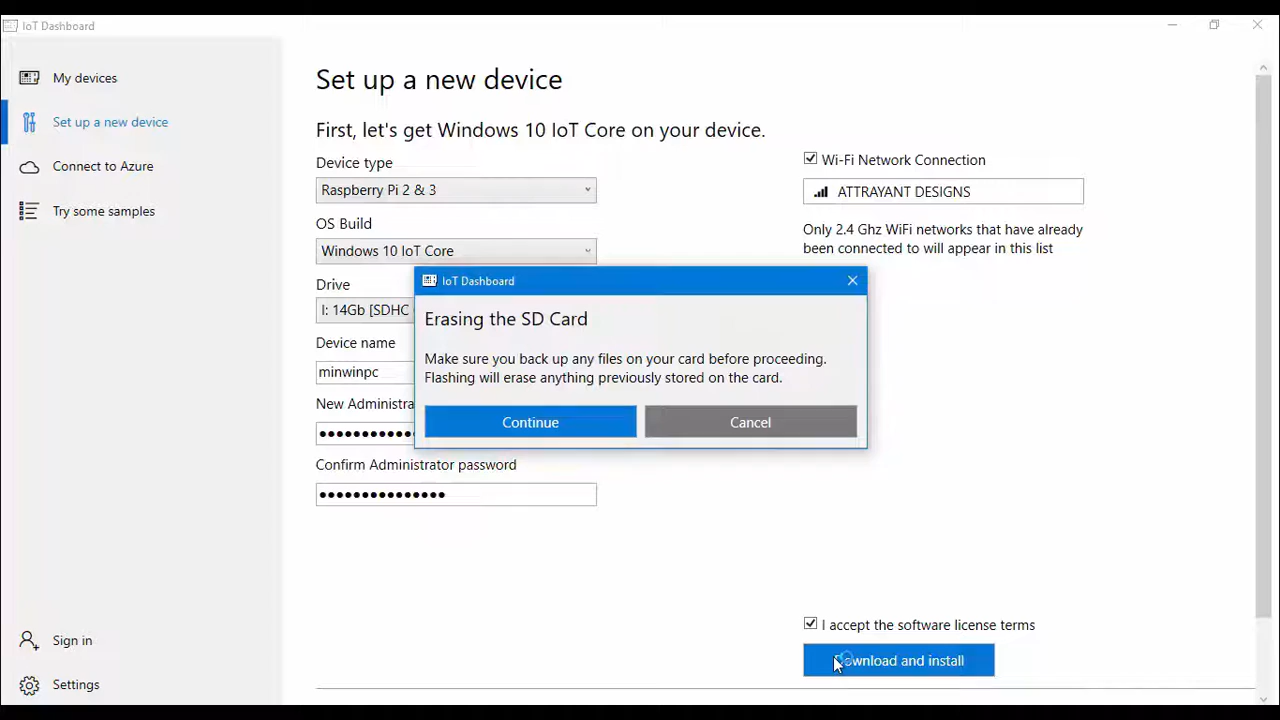 IoT Dashboard
My devices
Set up a new device
Connect to Azure
Try some samples
Sign in
Settings
Set up a new device
First, let's get Windows 10 IoT Core on your device.
Device type
Raspberry Pi 2 & 3
OS Build
Windows 10 IoT Core
Drive
I: 14Gb [SDHC
Device name
minwinpc
New Administra
Confirm Administrator password
Wi-Fi Network Connection
ATTRAYANT DESIGNS
Only 2.4 Ghz WiFi networks that have already
been connected to will appear in this list
IoT Dashboard
Erasing the SD Card
Make sure you back up any files on your card before proceeding.
Flashing will erase anything previously stored on the card.
Continue
Cancel
I accept the software license terms
Download and install